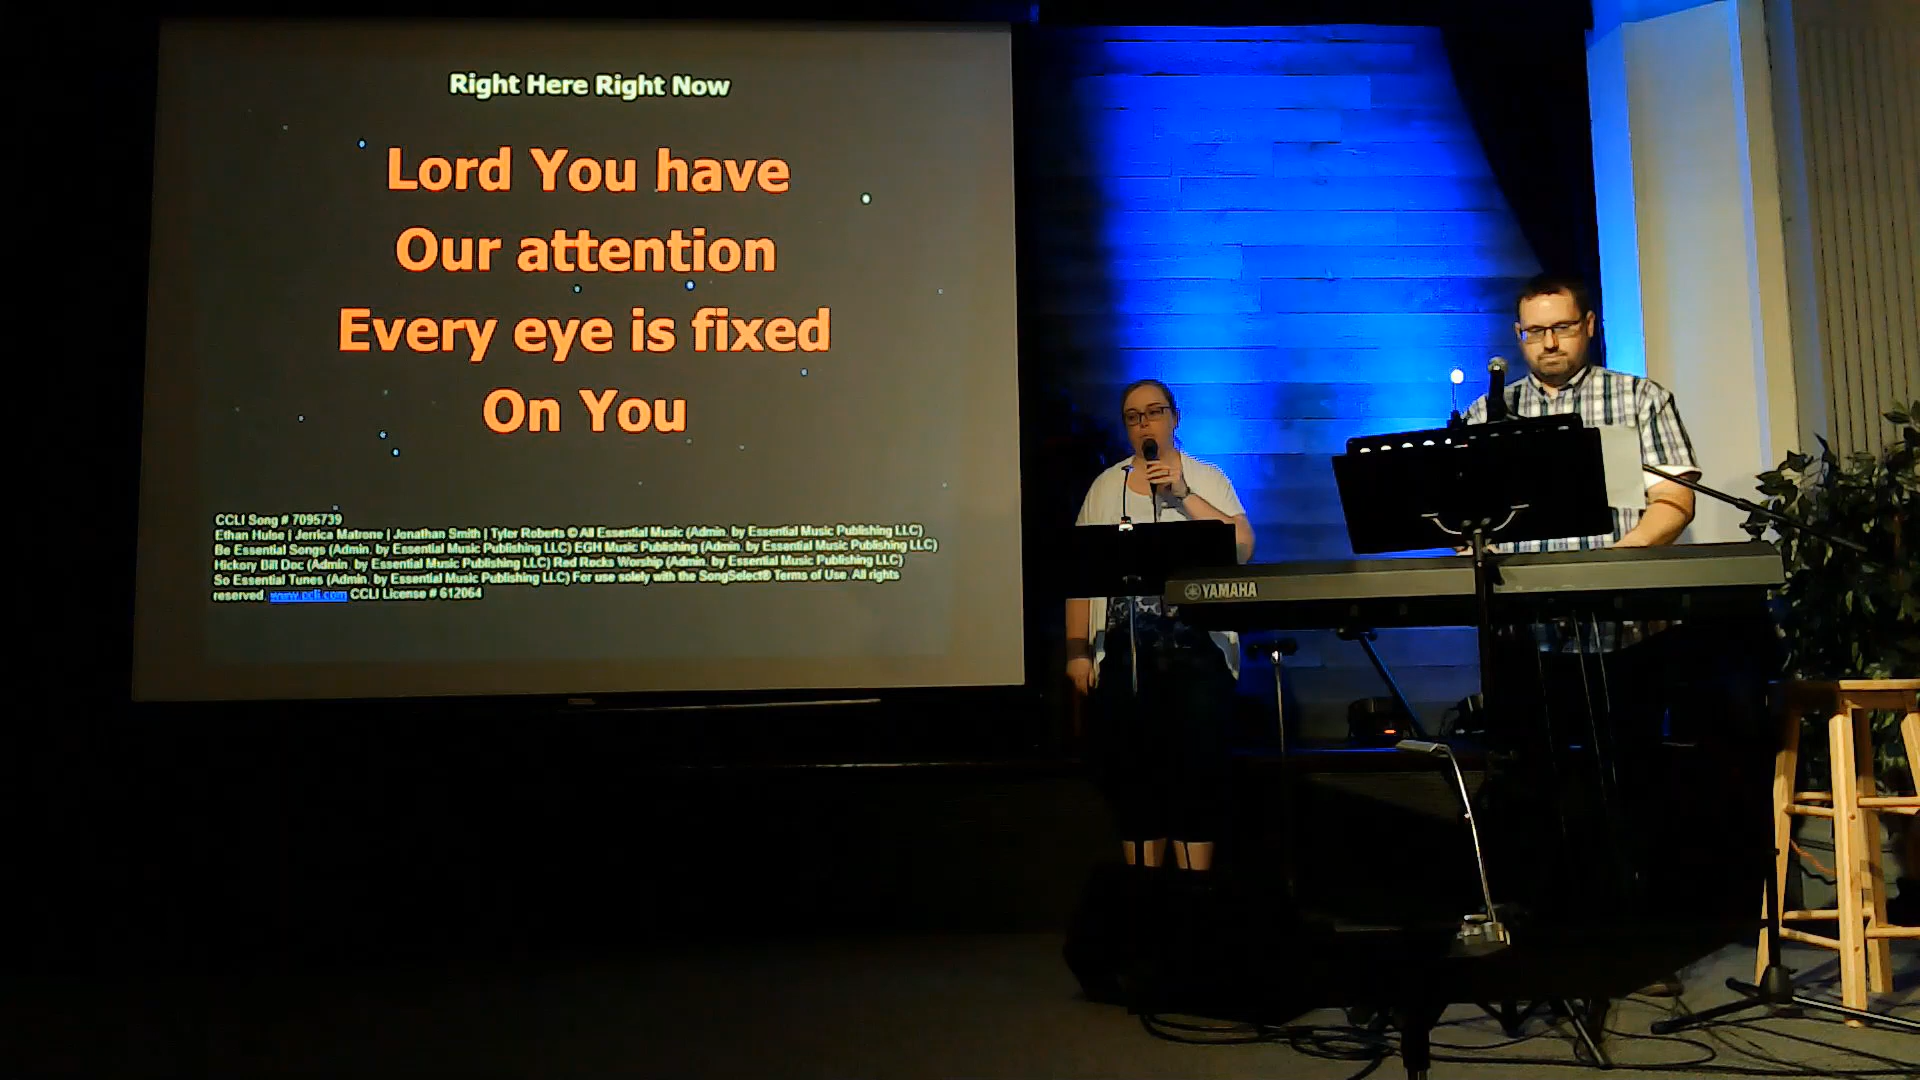 Right Here Right Now
Lord You have
Our attention
Every eye is fixed
On You
CCLI Song # 7095739
Ethan Hulse | Jerrica Matrone | Jonathan Smith | Tyler Roberts © All Essential Music (Admin. by Essential Music Publishing LLC)
Be Essential Songs (Admin. by Essential Music Publishing LLC) EGH Music Publishing (Admin. by Essential Music Publishing LLC)
Hickory Bill Doc (Admin. by Essential Music Publishing LLC) Red Rocks Worship (Admin. by Essential Music Publishing LLC)
So Essential Tunes (Admin. by Essential Music Publishing LLC) For use solely with the SongSelect® Terms of Use. All rights
reserved. www.ccli.com CCLI License # 612064
YAMAHA